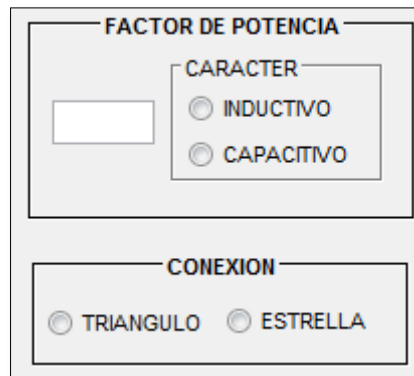 FACTOR DE POTENCIA
CARACTER
INDUCTIVO
CAPACITIVO
CONEXION
TRIANGULO ESTRELLA